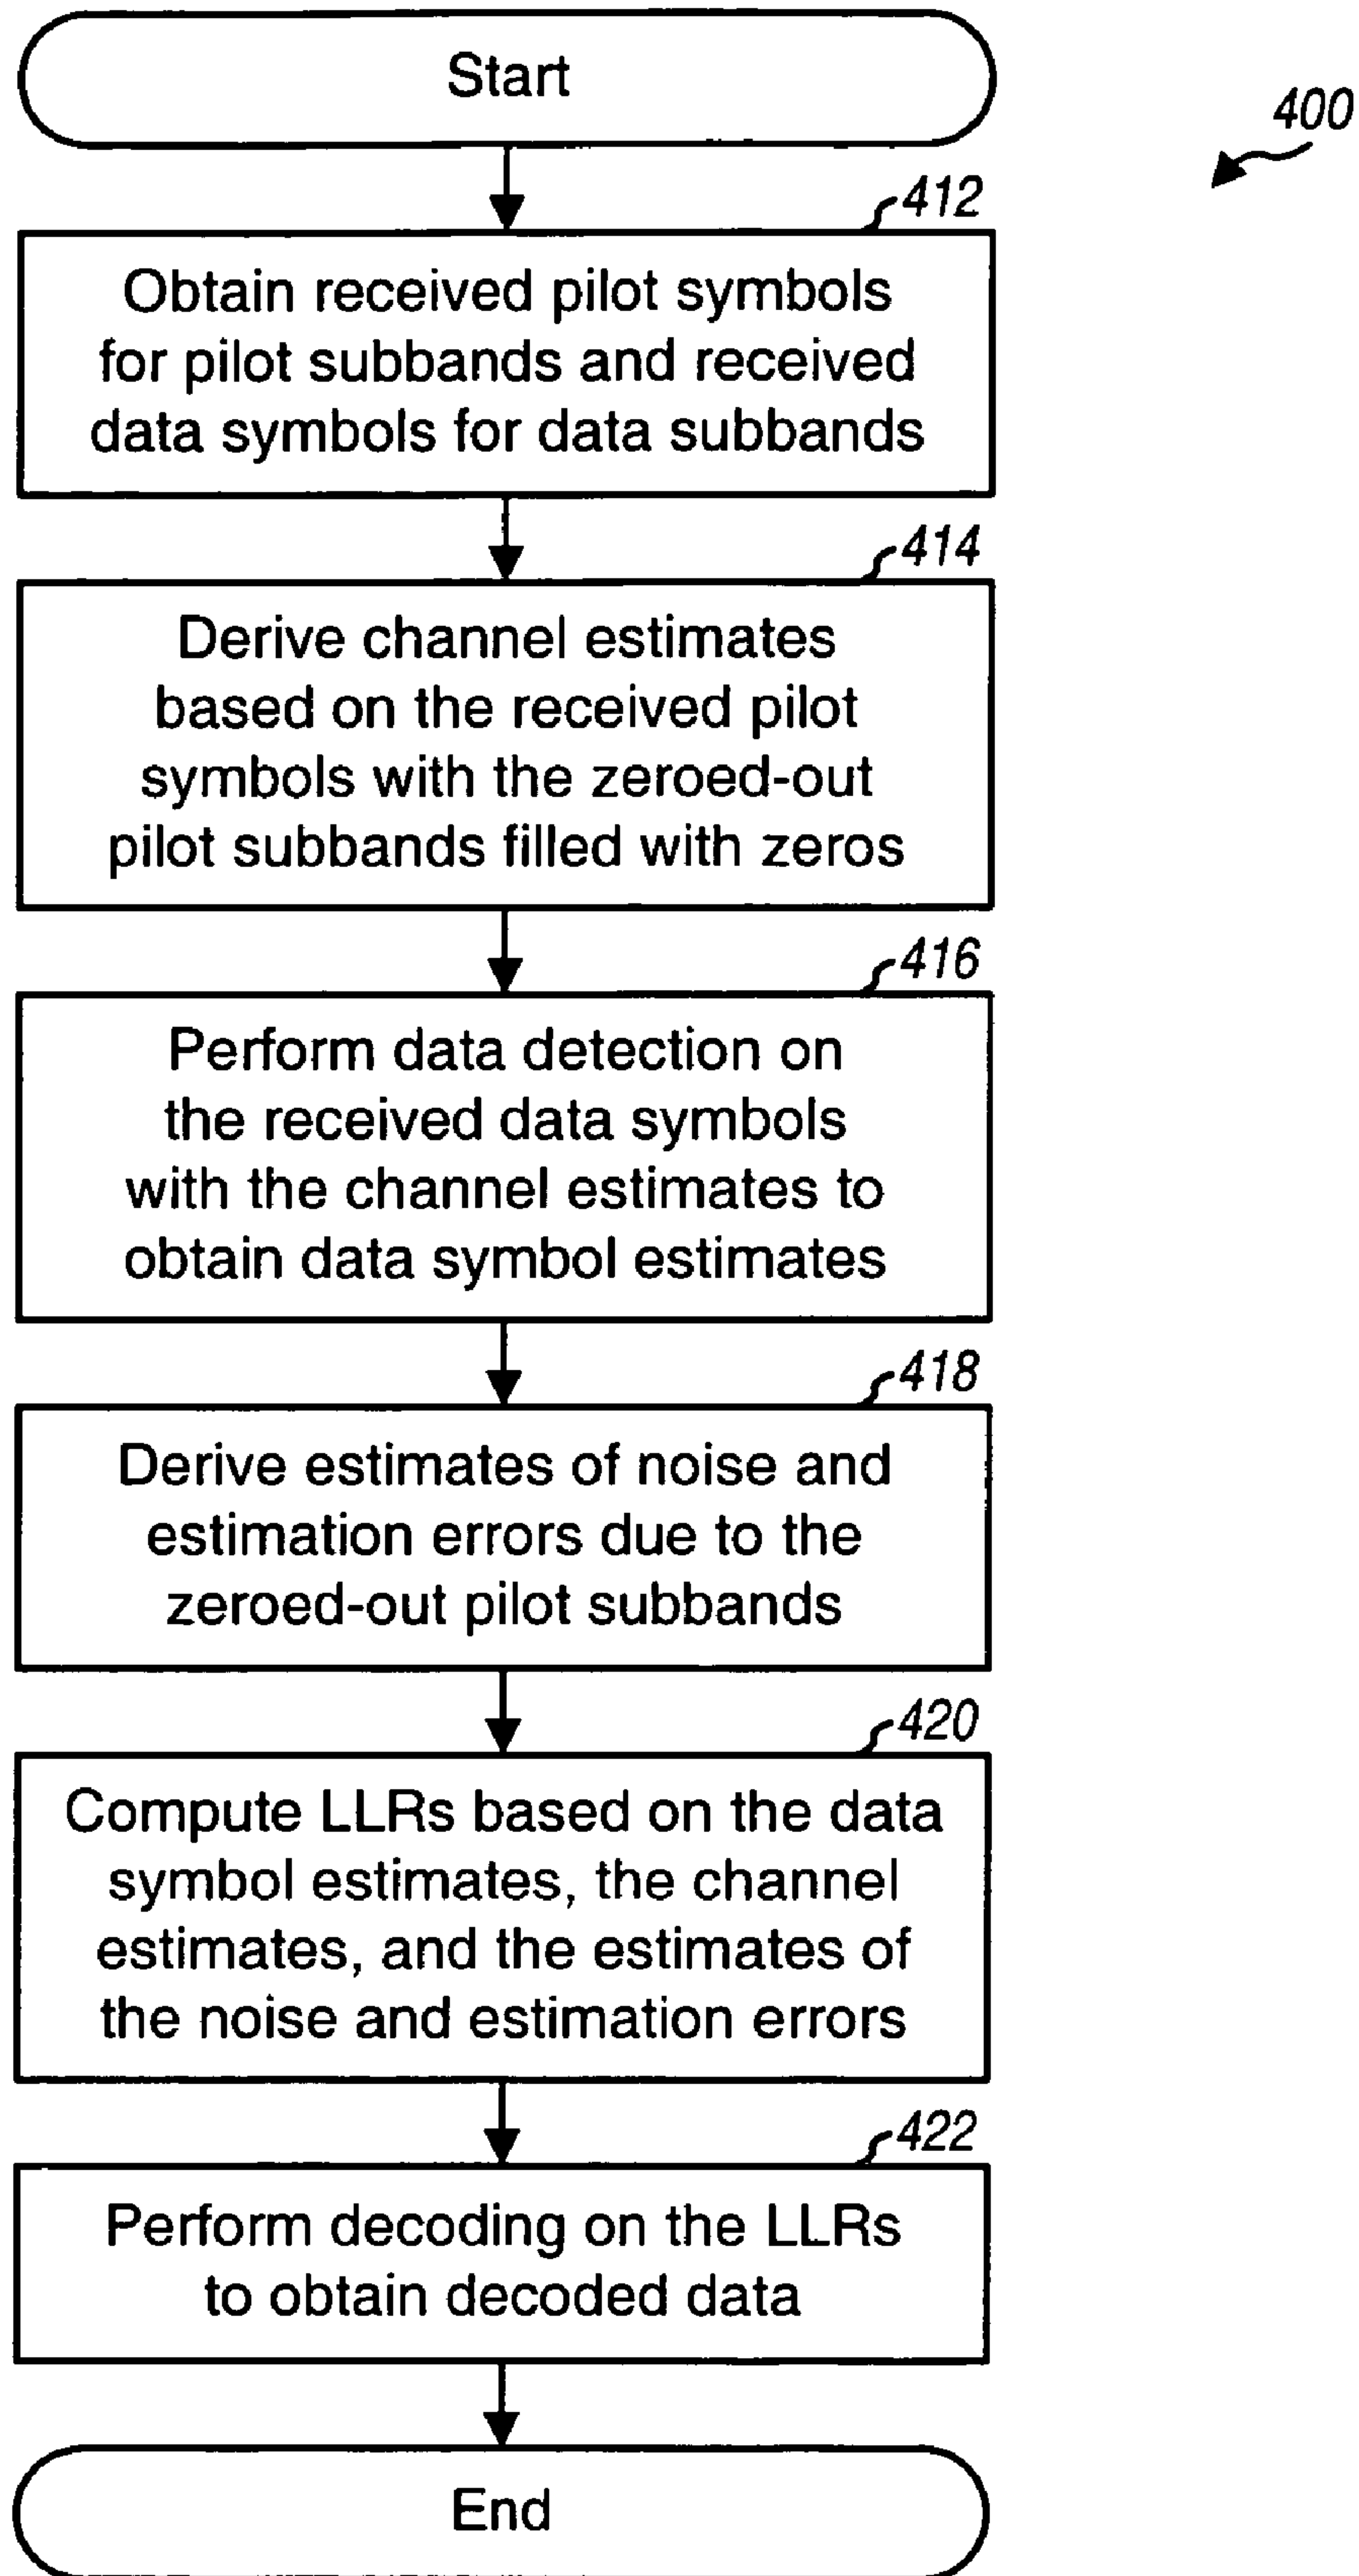 Start
400
412
Obtain received pilot symbols
for pilot subbands and received
data symbols for data subbands
414
Derive channel estimates
based on the received pilot
symbols with the zeroed-out
pilot subbands filled with zeros
416
Perform data detection on
the received data symbols
with the channel estimates to
obtain data symbol estimates
418
Derive estimates of noise and
estimation errors due to the
zeroed-out pilot subbands
420
Compute LLRs based on the data
symbol estimates, the channel
estimates, and the estimates of
the noise and estimation errors
422
Perform decoding on the LLRs
to obtain decoded data
End